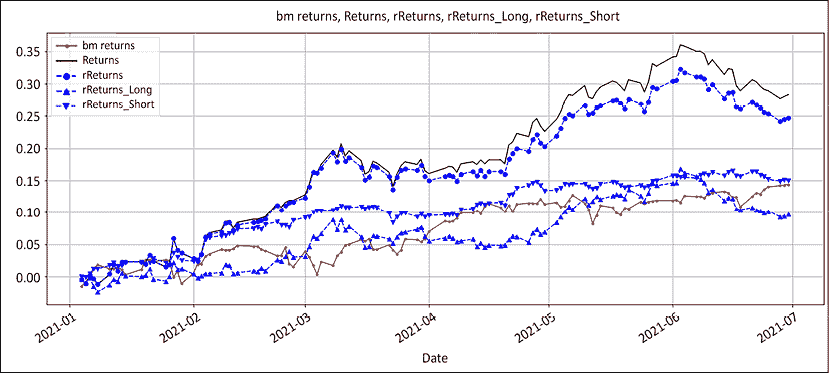 bm returns, Returns, rReturns, rReturns_Long, rReturns_Short
bm returns
Returns
rReturns
rReturns_Long
rReturns_Short
0.35
0.30
0.25
0.20
0.15
0.10
0.05
0.00
2021-01
2021-02
2021-03
2021-04
2021-05
2021-06
2021-07
Date